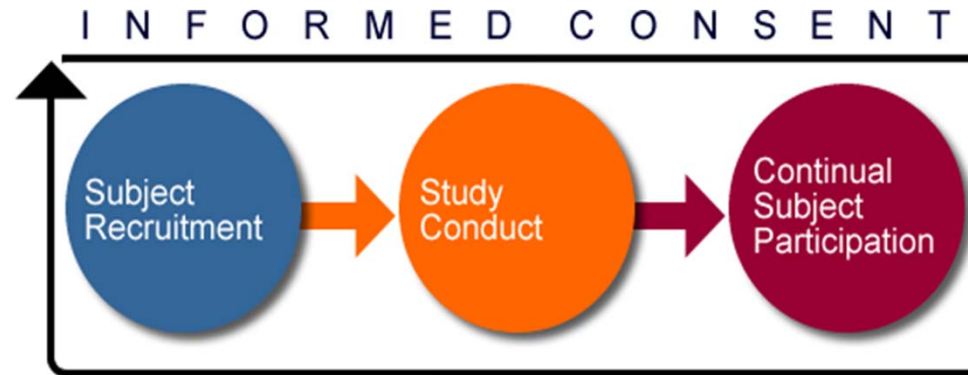 INFORMED CONSENT
Subject
Recruitment
Study
Conduct
Continual
Subject
Participation